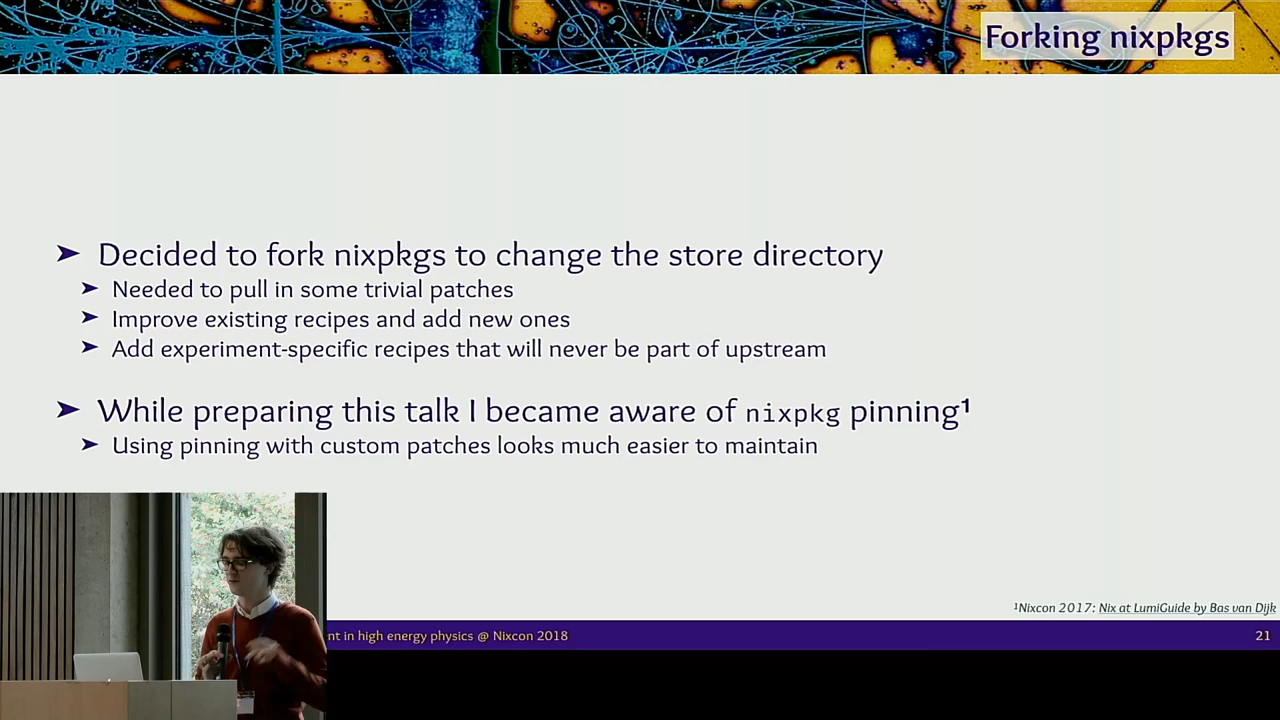 Forking nixpkgs
➤ Decided to fork nixpkgs to change the store directory
➤ Needed to pull in some trivial patches
➤ Improve existing recipes and add new ones
➤ Add experiment-specific recipes that will never be part of upstream
➤ While preparing this talk I became aware of nixpkg pinning¹
➤ Using pinning with custom patches looks much easier to maintain
¹Nixcon 2017: Nix at LumiGuide by Bas van Dijk
in high energy physics @ Nixcon 2018
21